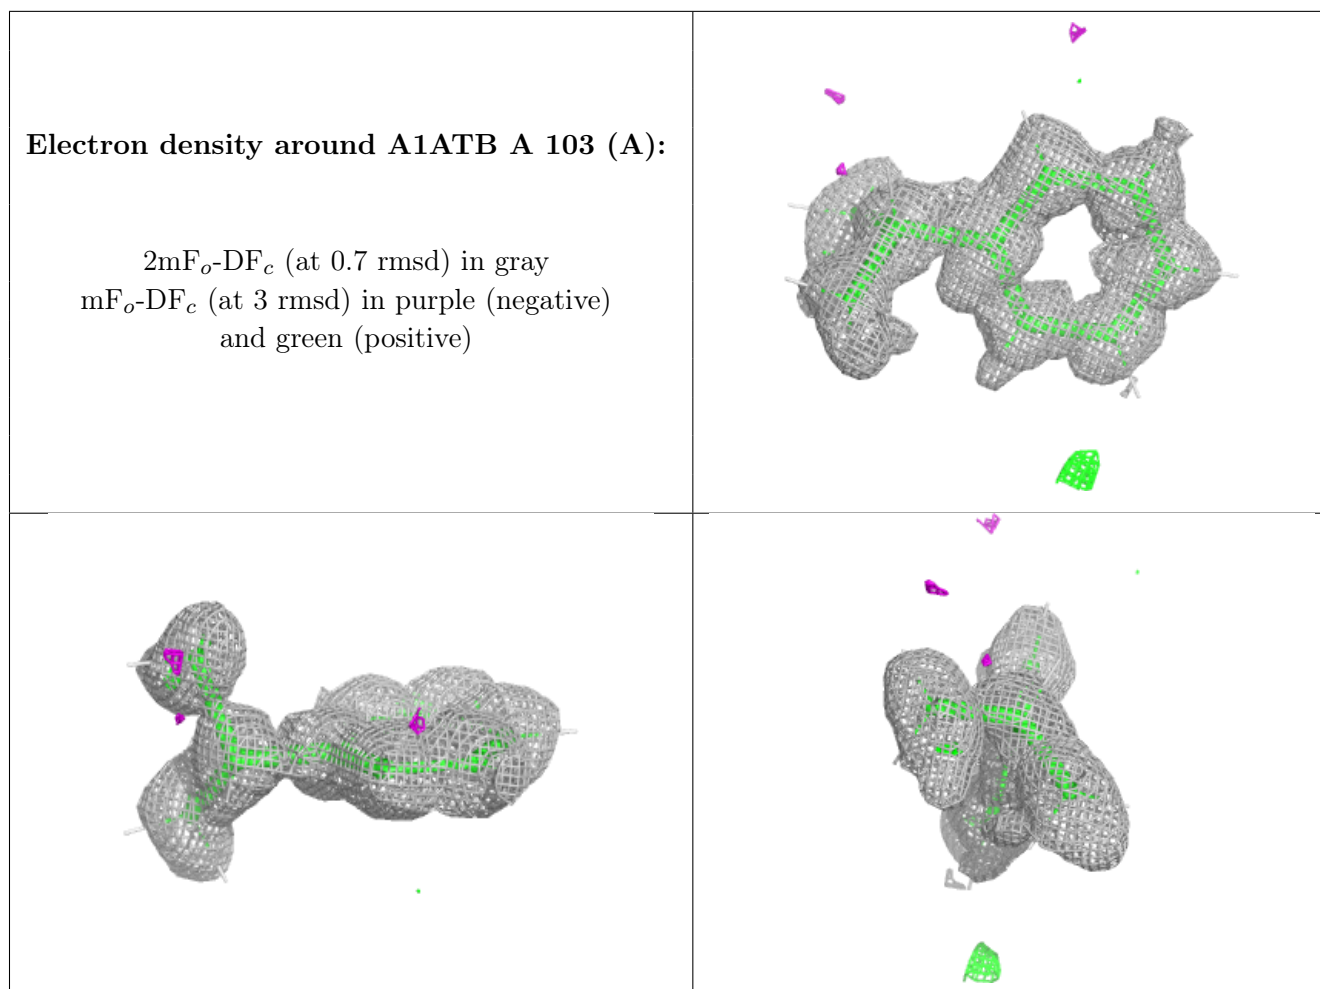 Electron density around A1ATB A 103 (A):
2mFo-DFc (at 0.7 rmsd) in gray
mFo-DFc (at 3 rmsd) in purple (negative)
and green (positive)